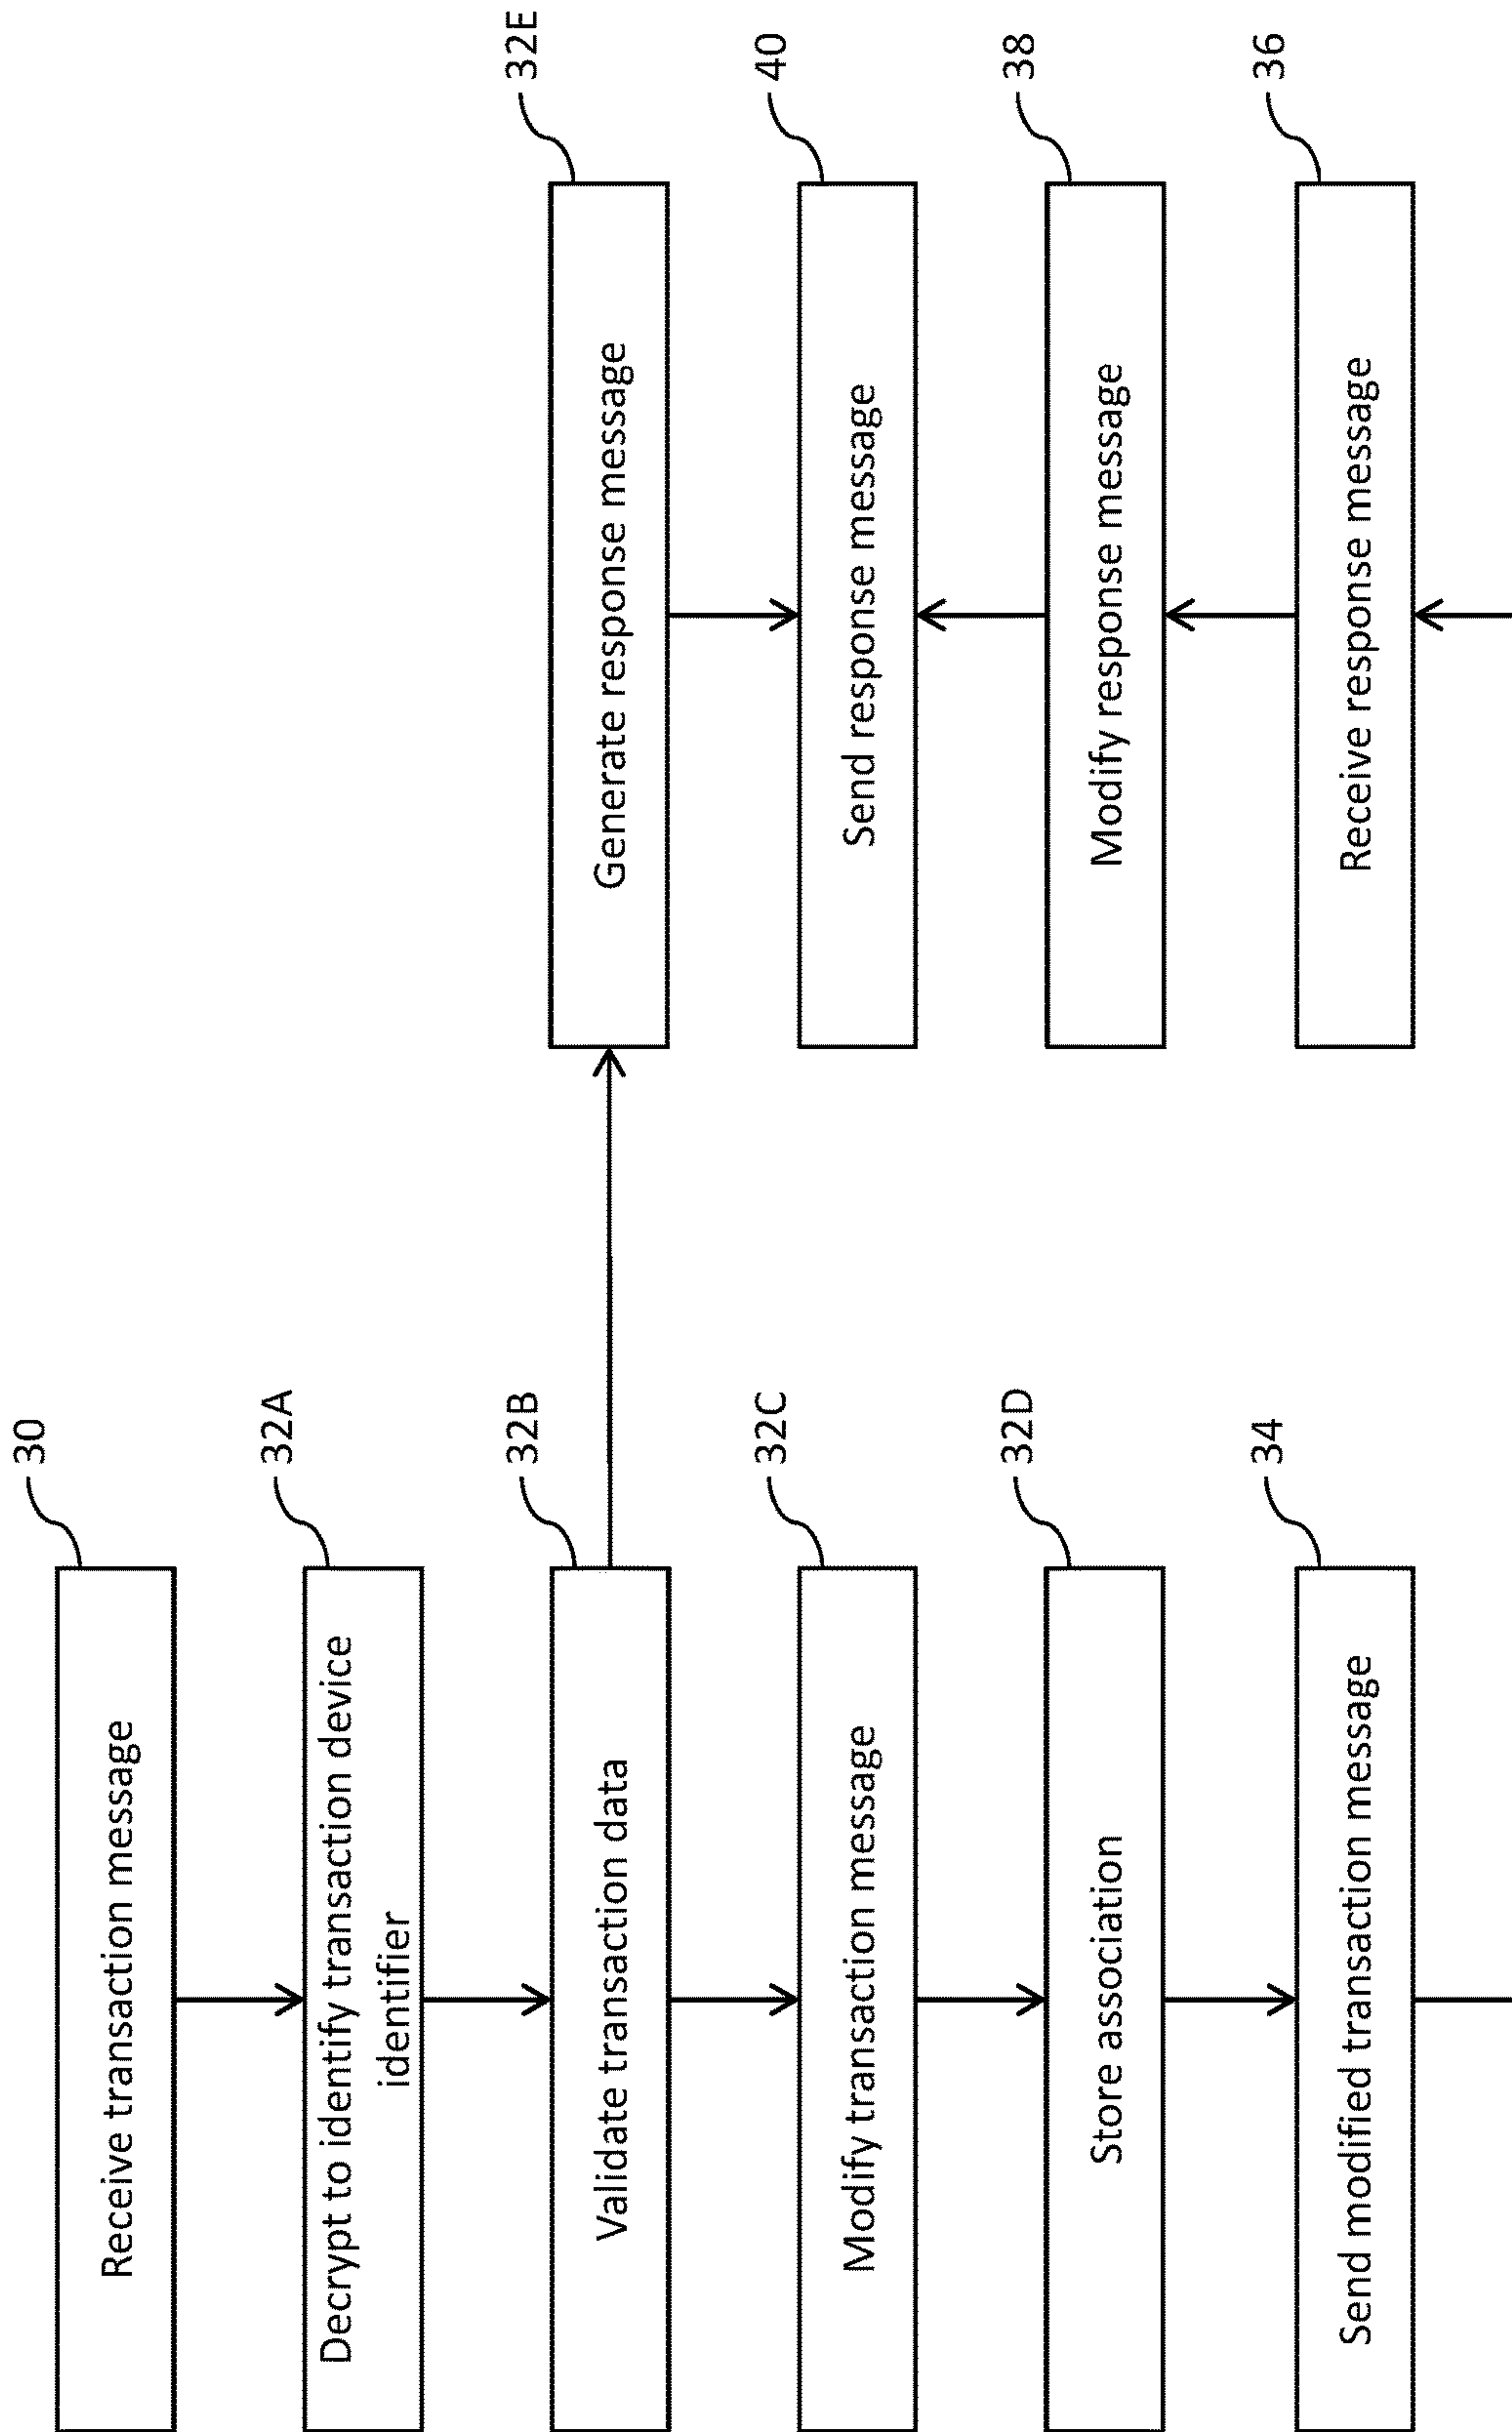 30
Receive transaction message
32A
Decrypt to identify transaction device
identifier
32B
Validate transaction data
32C
Modify transaction message
32D
Store association
34
Send modified transaction message
32E
Generate response message
40
Send response message
38
Modify response message
36
Receive response message